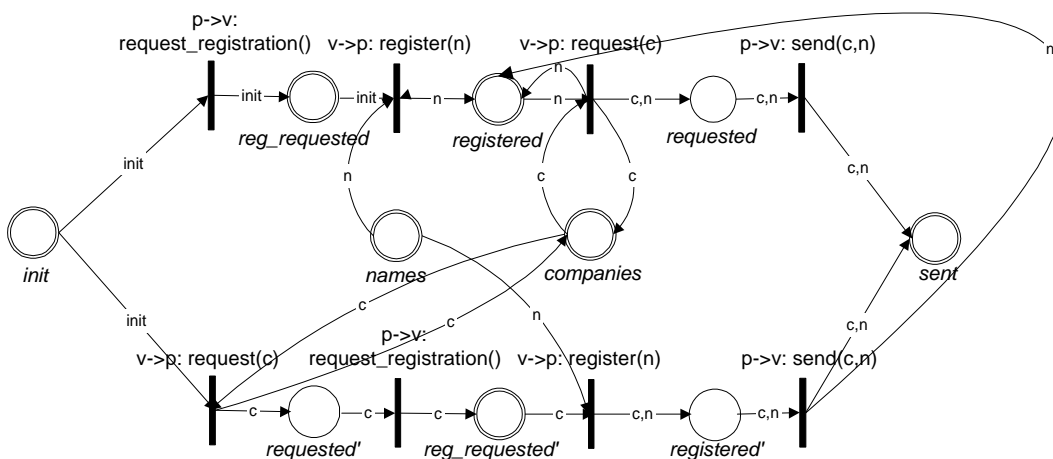 p->v:
request_registration()
v->p: register(n)
v->p: request(c)
p->v: send(c,n)
n
init
init
n
n
n
n
c,n
c,n
reg_requested
registered
requested
init
n
c
c
c,n
init
names
companies
sent
init
c
c
n
c,n
p->v:
v->p: request(c)
request_registration()
v->p: register(n)
p->v: send(c,n)
c
c
c
c
c,n
c,n
requested'
reg_requested'
registered'